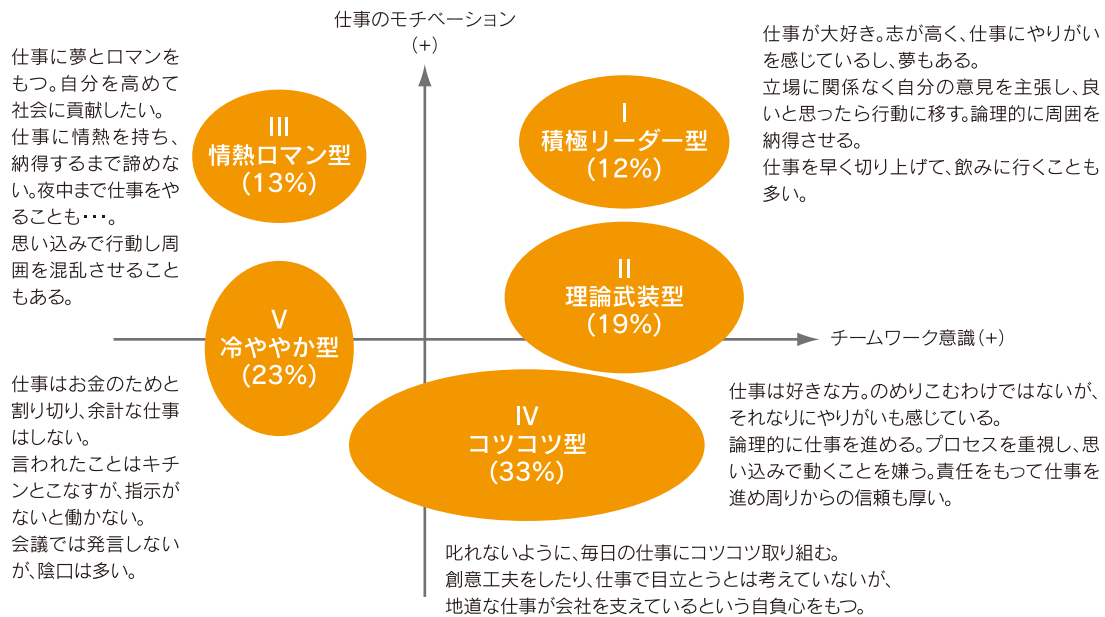 仕事のモチベーション
(+)
仕事に夢とロマンを
もつ。自分を高めて
社会に貢献したい。
仕事に情熱を持ち、
納得するまで諦めな
い。夜中まで仕事をや
ることも・・・。
思い込みで行動し周
囲を混乱させること
もある。
III
情熱ロマン型
(13%)
I
積極リーダー型
(12%)
仕事が大好き。志が高く、仕事にやりがい
を感じているし、夢もある。
立場に関係なく自分の意見を主張し、良
いと思ったら行動に移す。論理的に周囲を
納得させる。
仕事を早く切り上げて、飲みに行くことも
多い。
II
理論武装型
(19%)
V
冷ややか型
(23%)
チームワーク意識(+)
仕事はお金のためと
割り切り、余計な仕事
はしない。
言われたことはキチ
ンとこなすが、指示が
ないと働かない。
会議では発言しない
が、陰口は多い。
IV
コツコツ型
(33%)
仕事は好きな方。のめりこむわけではないが、
それなりにやりがいも感じている。
論理的に仕事を進める。プロセスを重視し、思
い込みで動くことを嫌う。責任をもって仕事を
進め周りからの信頼も厚い。
叱れないように、毎日の仕事にコツコツ取り組む。
創意工夫をしたり、仕事で目立とうとは考えていないが、
地道な仕事が会社を支えているという自負心をもつ。